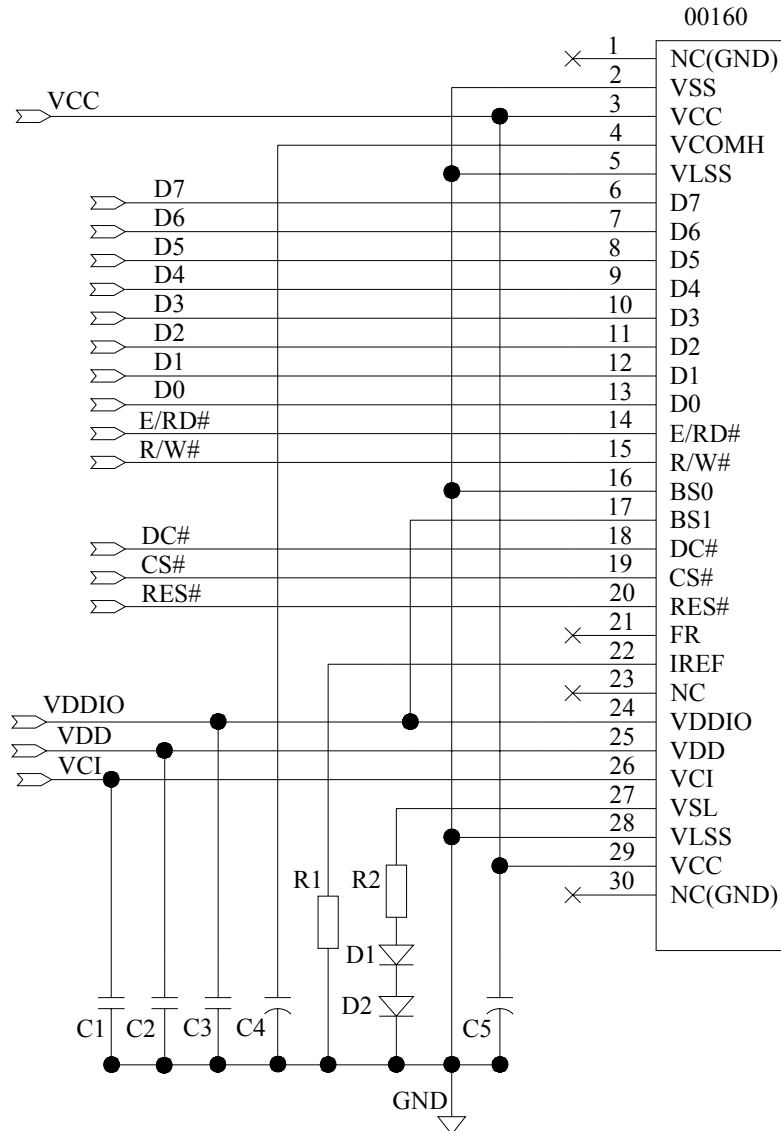 00160
1 NC(GND)
2 VSS
VCC 3 VCC
4 VCOMH
5 VLSS
D7 6 D7
D6 7 D6
D5 8 D5
D4 9 D4
D3 10 D3
D2 11 D2
D1 12 D1
D0 13 D0
E/RD# 14 E/RD#
R/W# 15 R/W#
16 BS0
17 BS1
DC# 18 DC#
CS# 19 CS#
RES# 20 RES#
21 FR
22 IREF
23 NC
VDDIO 24 VDDIO
VDD 25 VDD
VCI 26 VCI
27 VSL
28 VLSS
29 VCC
R1 R2 30 NC(GND)
D1
D2
C1 C2 C3 C4 C5
GND